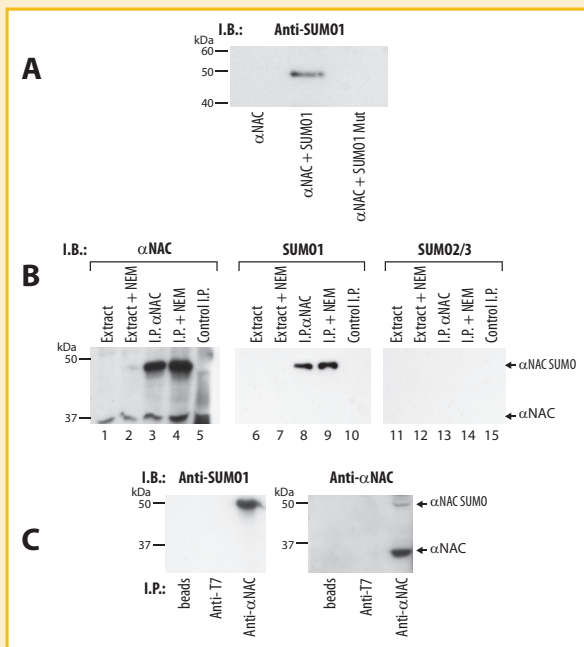 I.B.: Anti-SUMO1
kDa
60
50
40
A
αNAC
αNAC + SUMO1
αNAC + SUMO1 Mut
I.B.: αNAC SUMO1 SUMO2/3
B
Extract
Extract + NEM
I.P. αNAC
I.P. + NEM
Control I.P.
Extract
Extract + NEM
I.P.αNAC
I.P. + NEM
Control I.P.
Extract
Extract + NEM
I.P. αNAC
I.P. + NEM
Control I.P.
kDa
50
αNAC SUMO
37
αNAC
1 2 3 4 5 6 7 8 9 10 11 12 13 14 15
I.B.: Anti-SUMO1 Anti-αNAC
kDa kDa
50 50
αNAC SUMO
C
37 37
αNAC
I.P.:
beads
Anti-T7
Anti-αNAC
beads
Anti-T7
Anti-αNAC